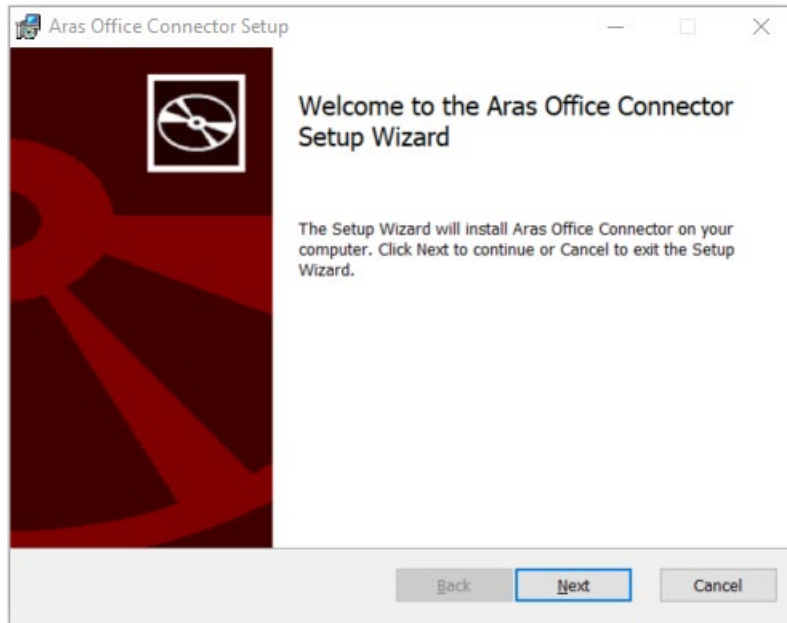 Aras Office Connector Setup
Welcome to the Aras Office Connector
Setup Wizard
The Setup Wizard will install Aras Office Connector on your
computer. Click Next to continue or Cancel to exit the Setup
Wizard.
Back Next Cancel